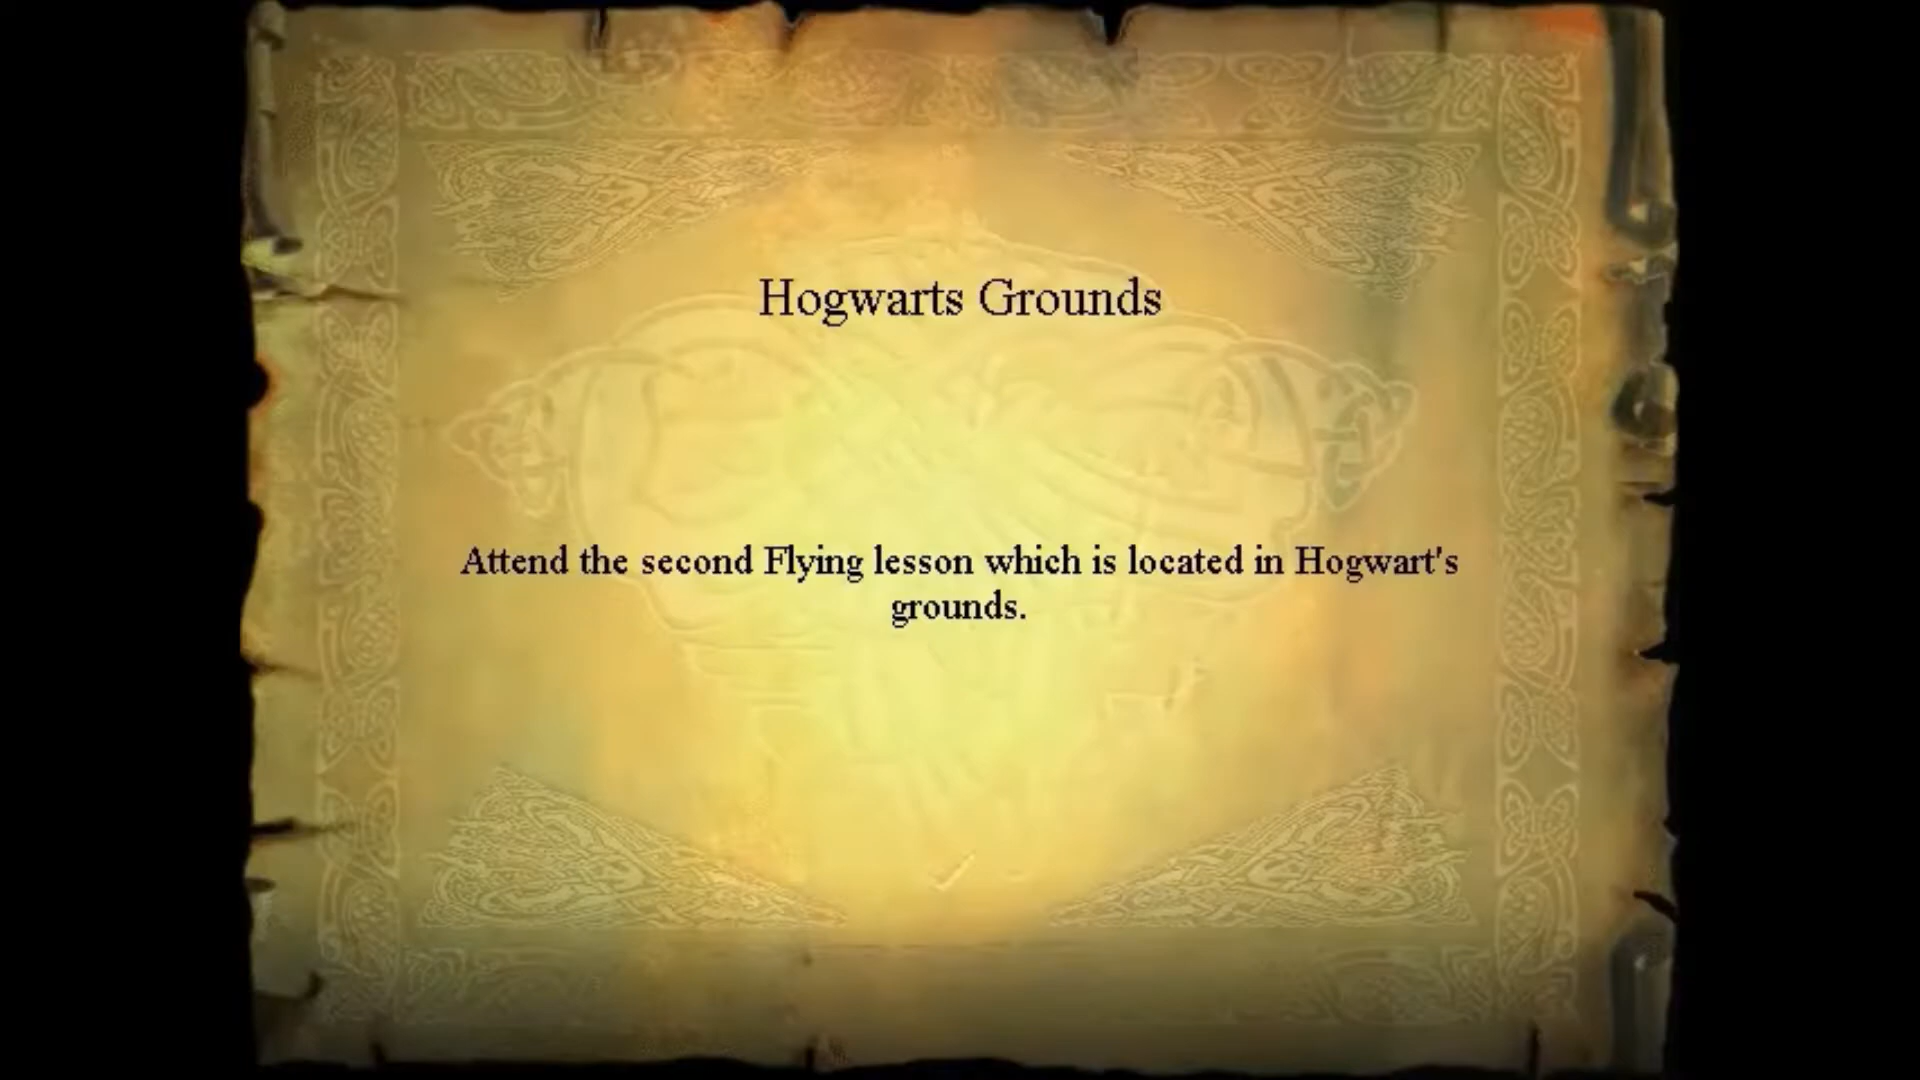 Hogwarts Grounds
Attend the second Flying lesson which is located in Hogwart's
grounds.